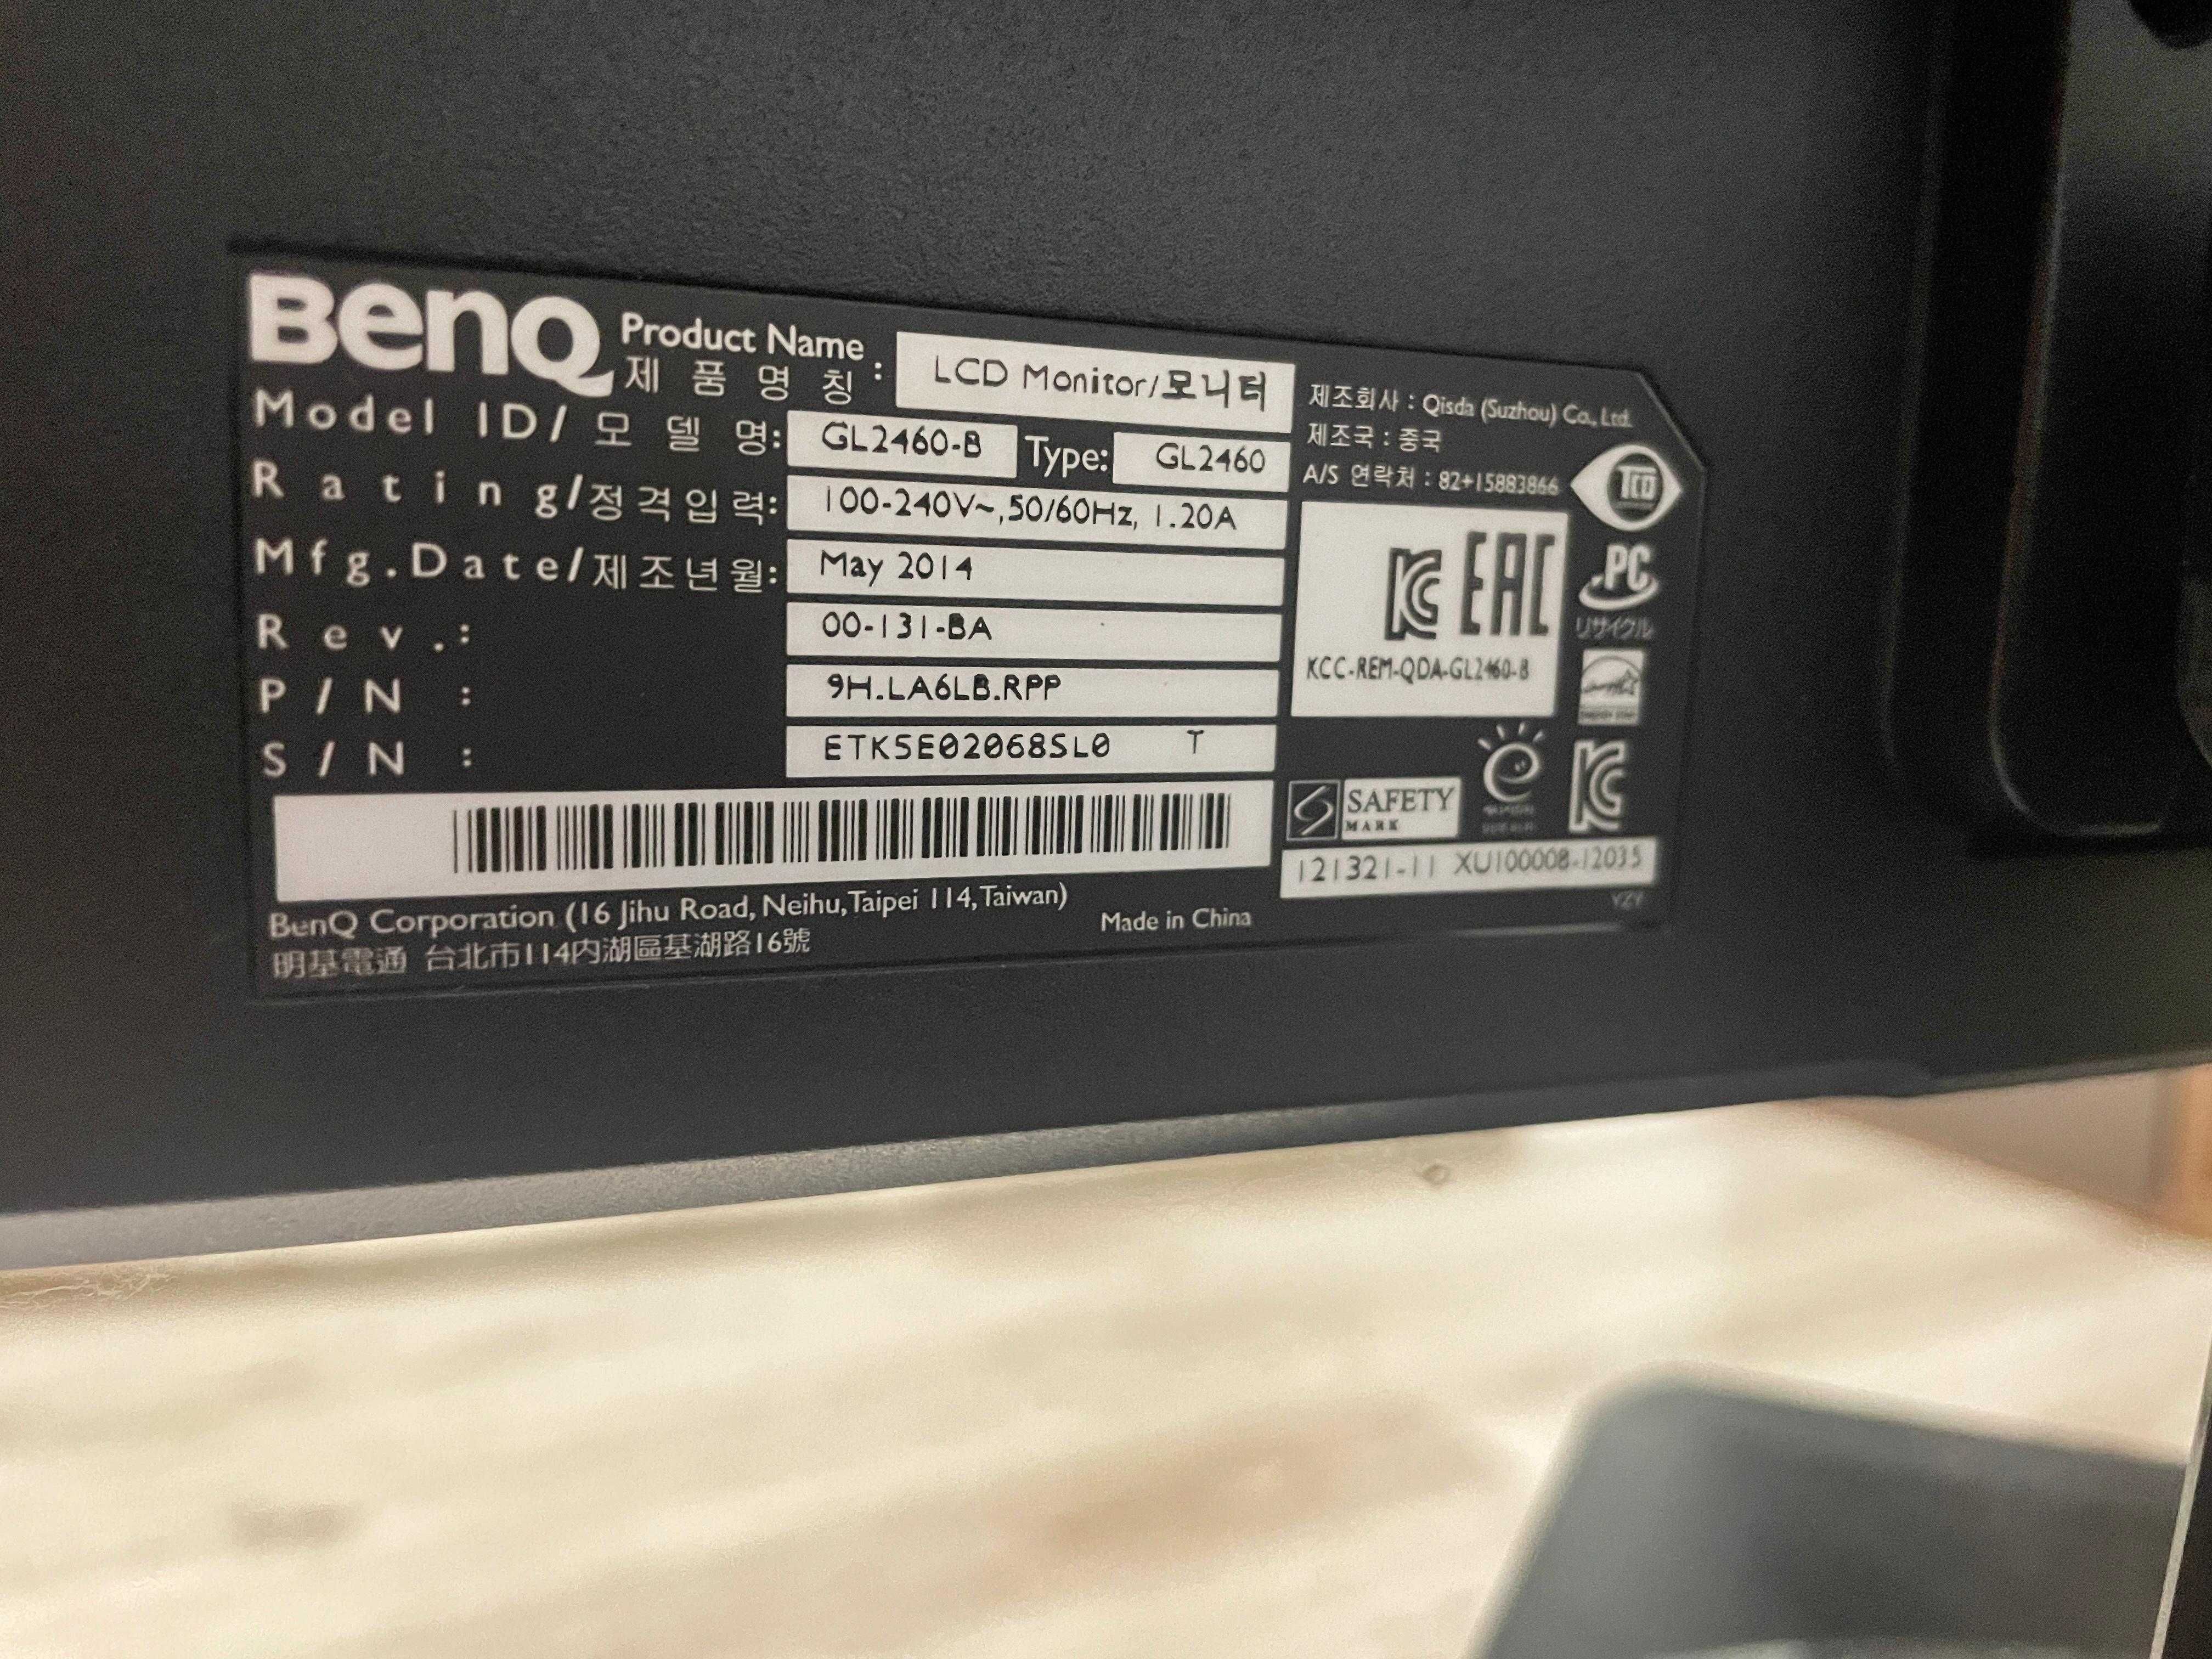 BenQ Product Name
제 품 명 칭 : LCD Monitor/모니터
Model ID/모 델 명: GL2460-B Type: GL2460
Rating/정격입력: 100-240V~,50/60Hz, 1.20A
Mfg.Date/제조년월: May 2014
Rev.: 00-131-BA
P/N : 9H.LA6LB.RPP
S/N : ETK5E02068SL0 T
BenQ Corporation (16 Jihu Road, Neihu,Taipei 114,Taiwan)
明基電通 台北市114內湖區基湖路16號
Made in China
제조회사 : Qisda (Suzhou) Co., Ltd.
제조국 : 중국
A/S 연락처 : 82+15883866
TCO
KC EAC
KCC-REM-QDA-GL2460-B
PC
リサイクル
ENERGY STAR
SAFETY
MARK
KC
121321-11 XU100008-12035
YZY